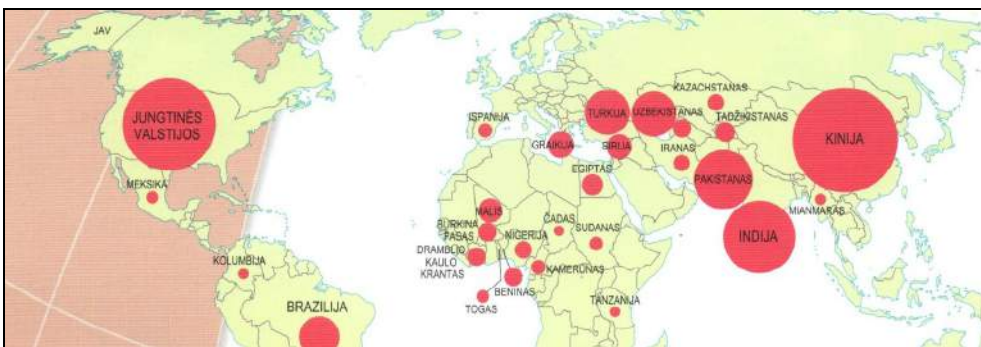 JAV
JUNGTINĖS
VALSTIJOS
MEKSIKA
KOLUMBIJA
BRAZILIJA
ISPANIJA
GRAIKIJA
TURKIJA
SIRIJA
UZBEKISTANAS
KAZACHSTANAS
TADŽIKISTANAS
IRANAS
PAKISTANAS
KINIJA
INDIJA
MIANMARAS
EGIPTAS
MALIS
BURKINA
FASAS
DRAMBLIO
KAULO
KRANTAS
TOGAS
BENINAS
NIGERIJA
ČADAS
SUDANAS
KAMERŪNAS
TANZANIJA